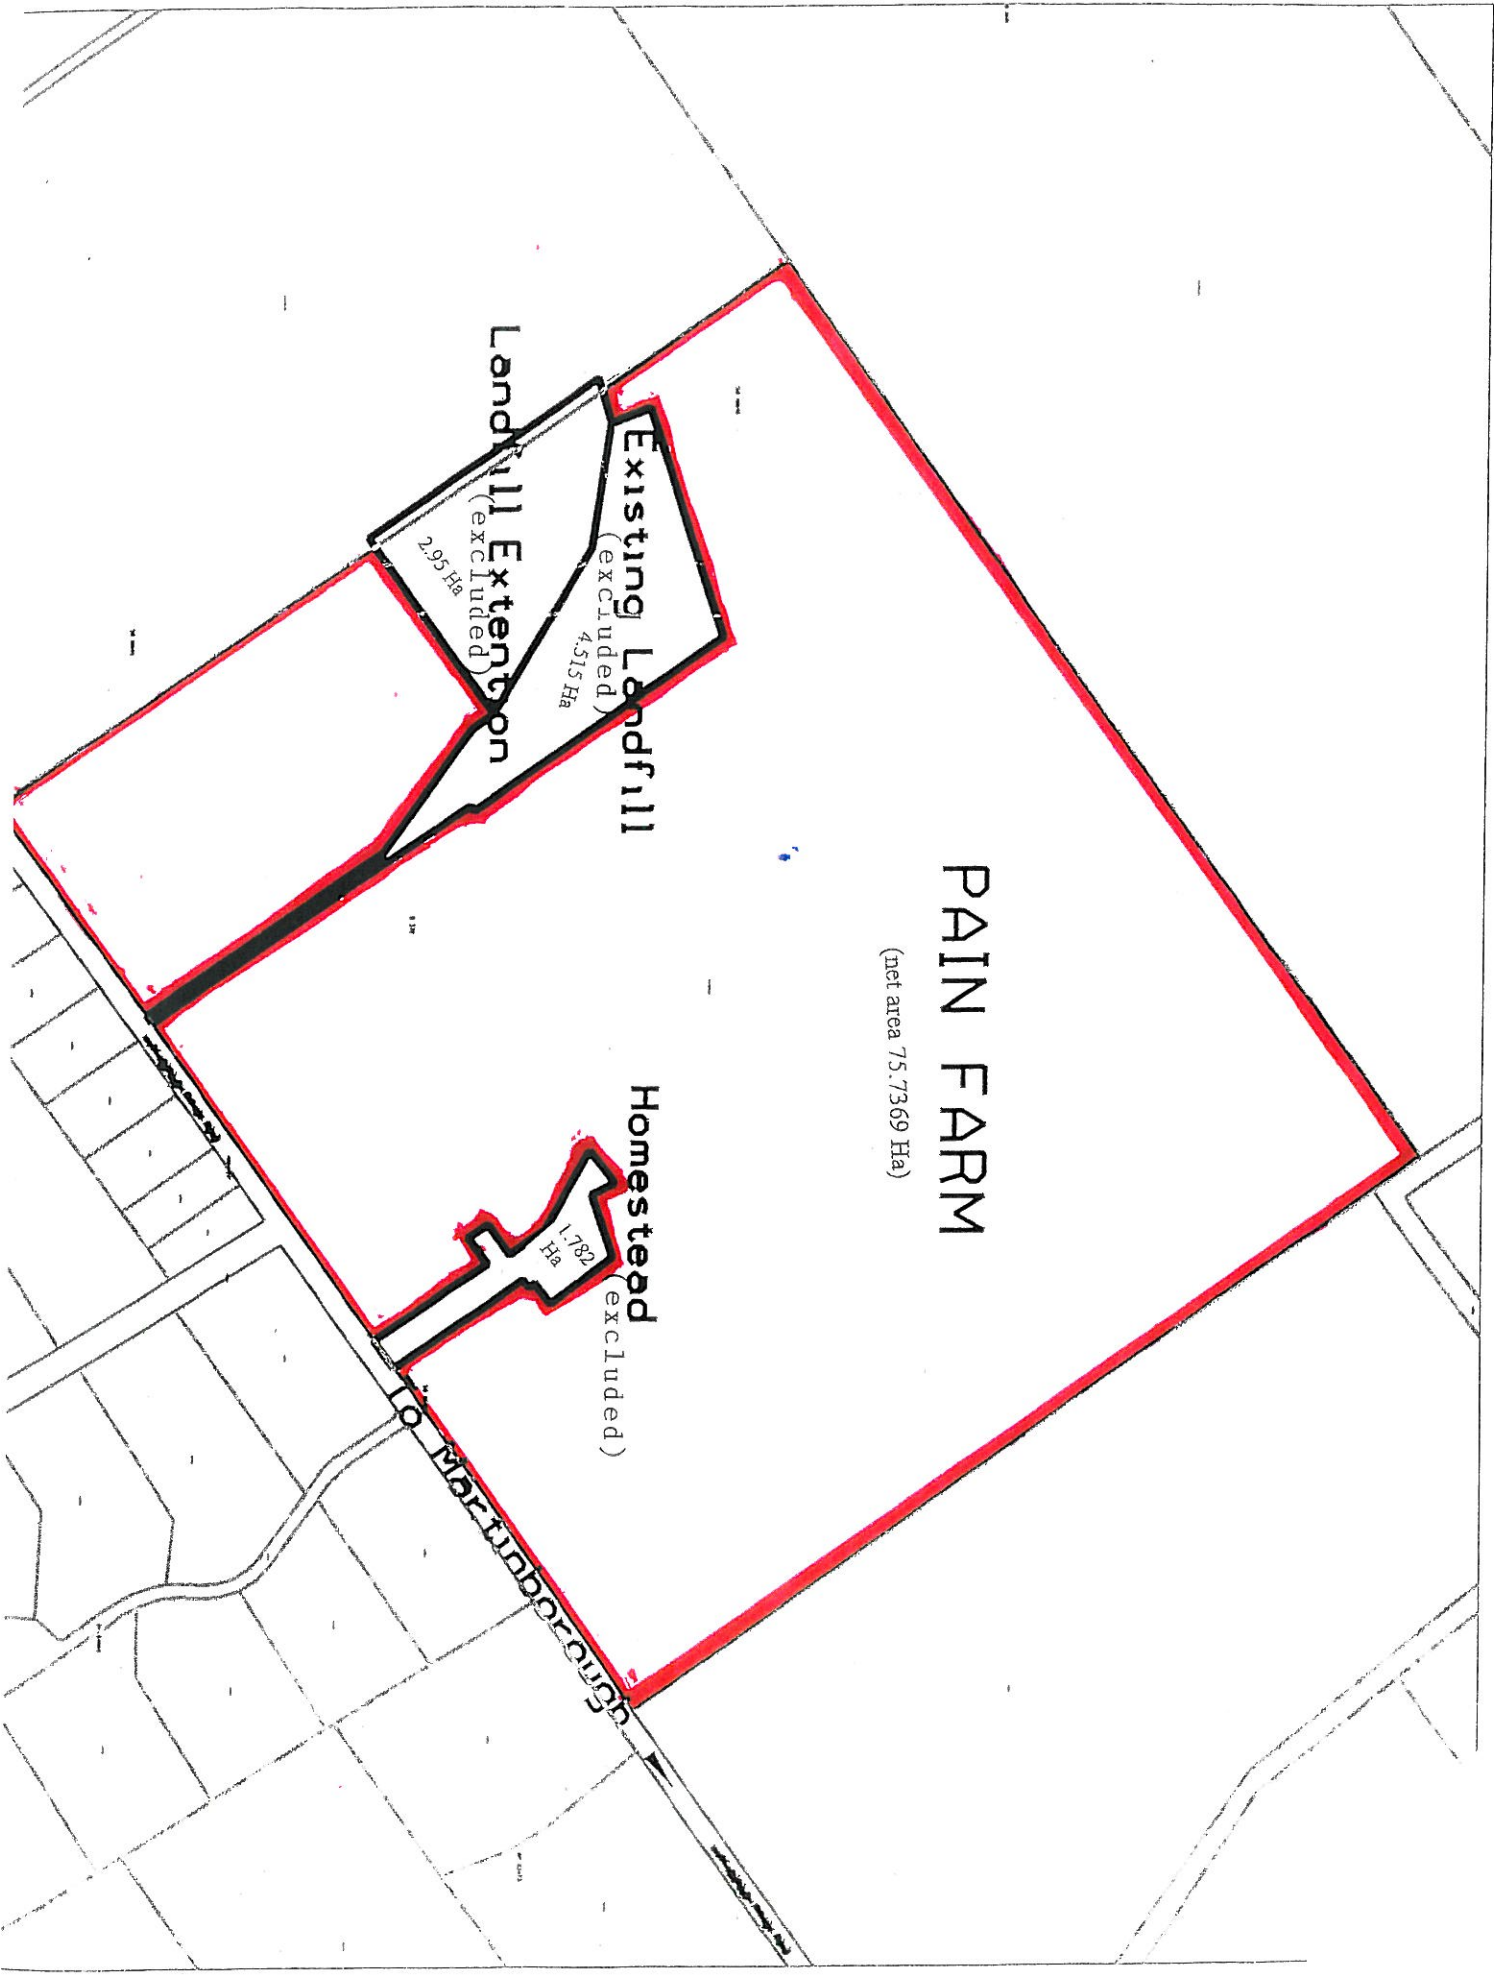 PAIN FARM
(net area 75.7369 Ha)
Existing Landfill
(excluded)
4.515 Ha
Landfill Extention
(excluded)
2.95 Ha
Homestead
(excluded)
1.782
Ha
To Martinborough